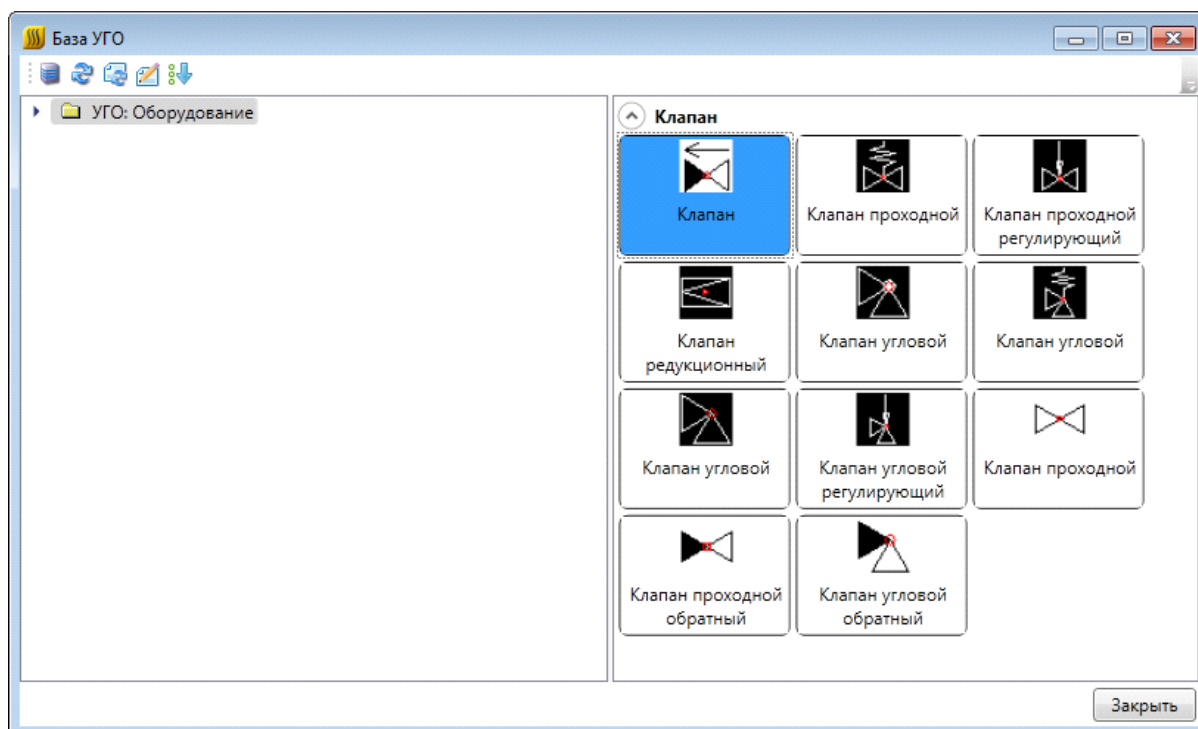 База УГО
УГО: Оборудование
Клапан
Клапан
Клапан проходной
Клапан проходной
регулирующий
Клапан
редукционный
Клапан угловой
Клапан угловой
Клапан угловой
Клапан угловой
регулирующий
Клапан проходной
Клапан проходной
обратный
Клапан угловой
обратный
Закрыть